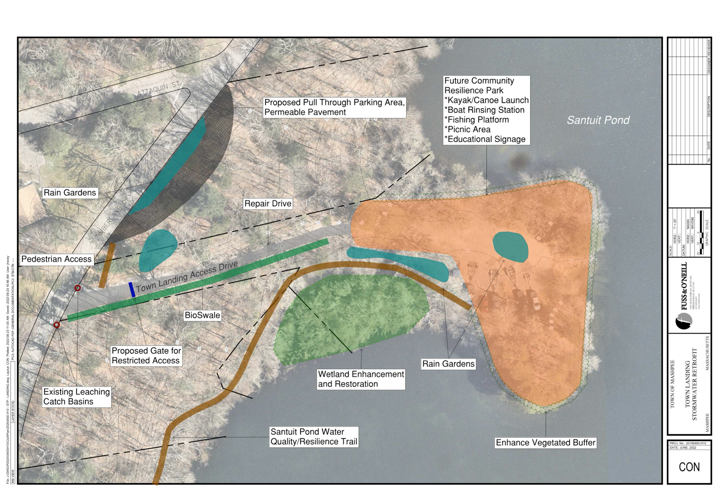 ATTAQUIN ST
Proposed Pull Through Parking Area,
Permeable Pavement
Future Community
Resilience Park
*Kayak/Canoe Launch
*Boat Rinsing Station
*Fishing Platform
*Picnic Area
*Educational Signage
Santuit Pond
Rain Gardens
Repair Drive
Pedestrian Access
Town Landing Access Drive
BioSwale
Proposed Gate for
Restricted Access
Existing Leaching
Catch Basins
Wetland Enhancement
and Restoration
Rain Gardens
Santuit Pond Water
Quality/Resilience Trail
Enhance Vegetated Buffer
FUSS&O'NEILL
TOWN OF MASHPEE
TOWN LANDING
STORMWATER RETROFIT
MASHPEE
MASSACHUSETTS
CON